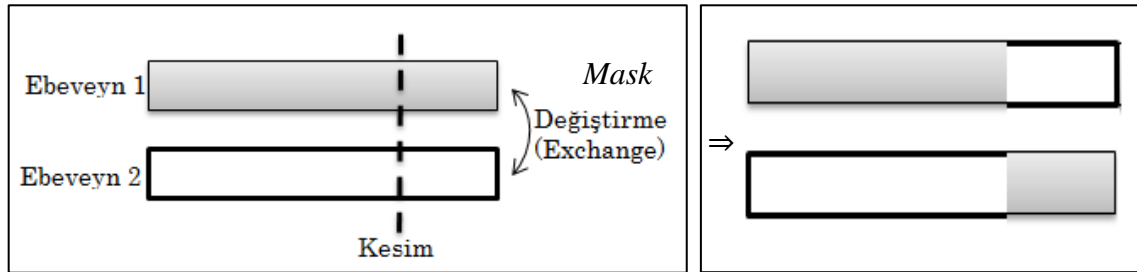 Ebeveyn 1
Mask
Değiştirme
(Exchange)
⇒
Ebeveyn 2
Kesim